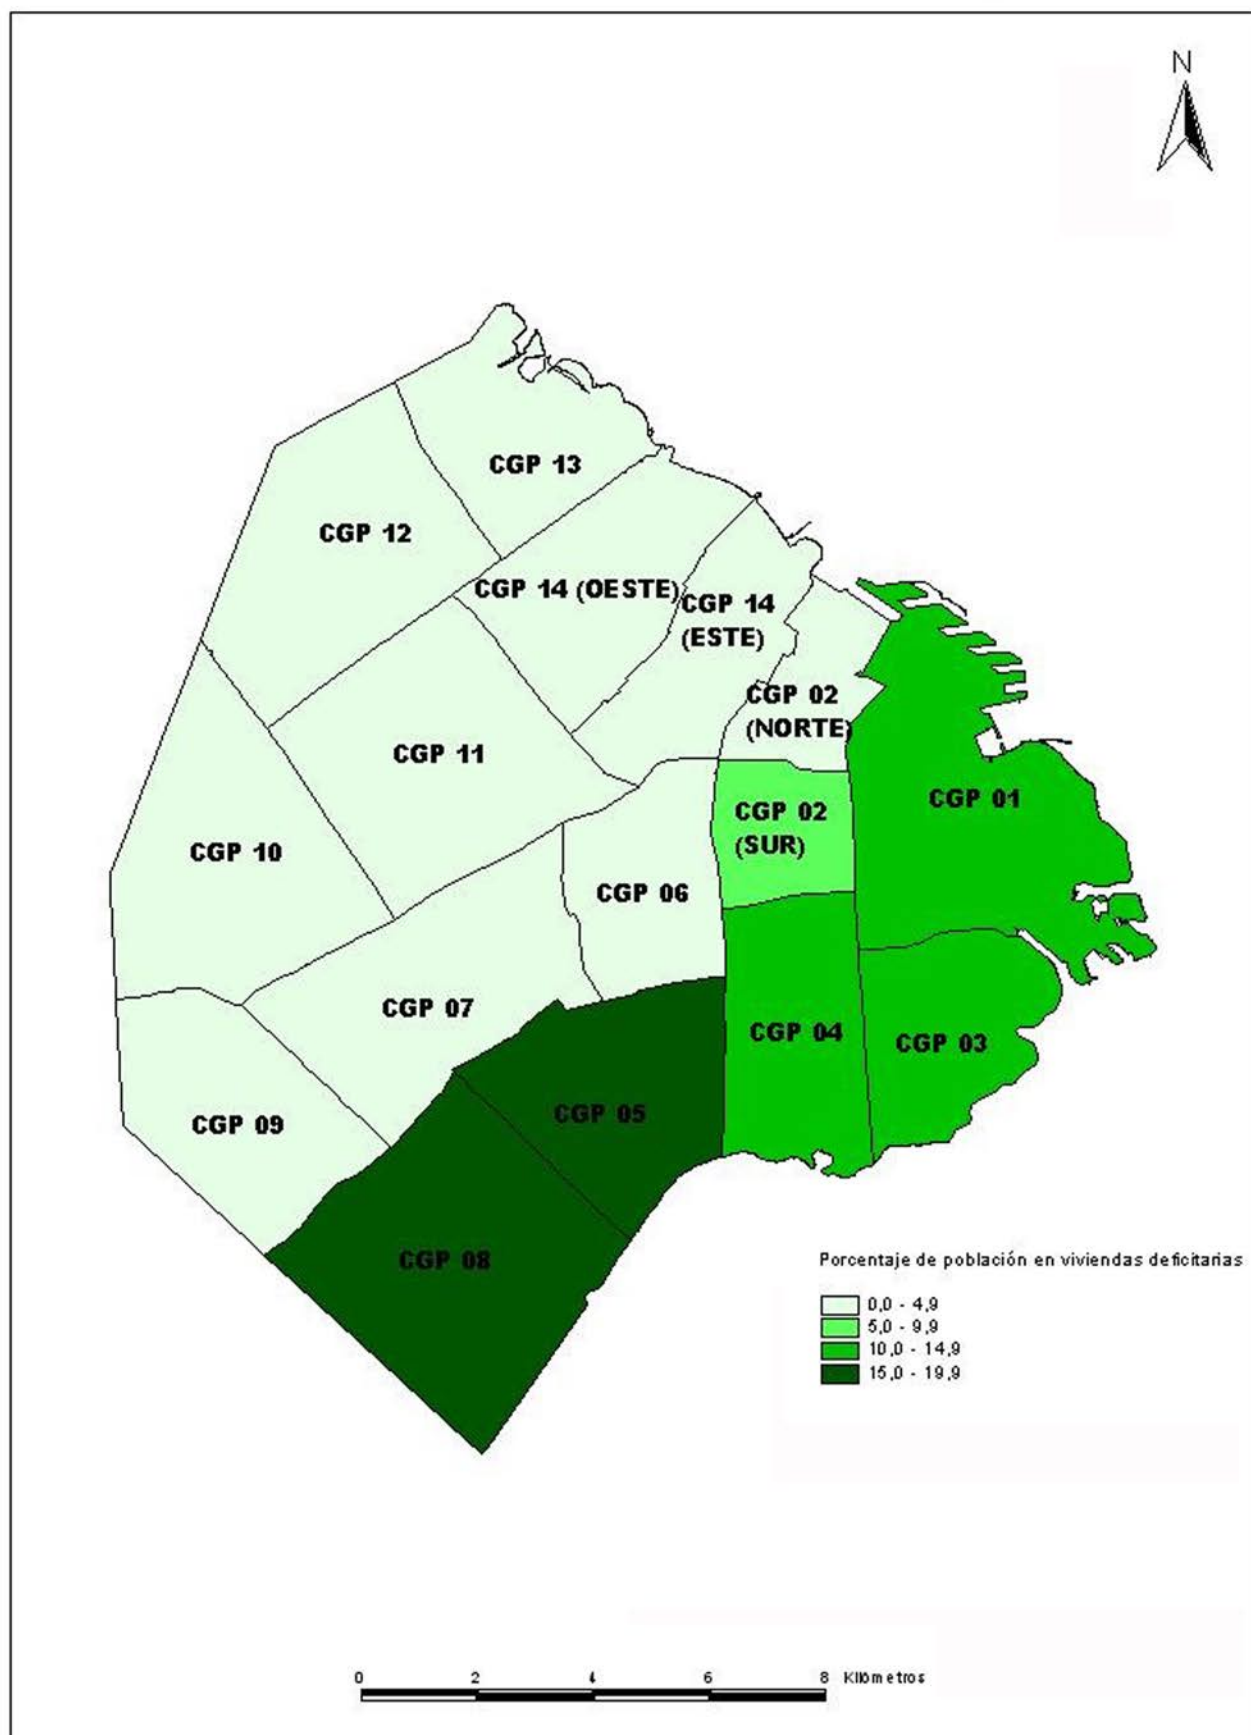 N
CGP 13
CGP 12
CGP 14 (OESTE)
CGP 14
(ESTE)
CGP 02
(NORTE)
CGP 11
CGP 01
CGP 02
(SUR)
CGP 10
CGP 06
CGP 07
CGP 04
CGP 03
CGP 05
CGP 09
CGP 08
Porcentaje de población en viviendas deficitarias
0,0 - 4,9
5,0 - 9,9
10,0 - 14,9
15,0 - 19,9
0 2 4 6 8 Kilómetros